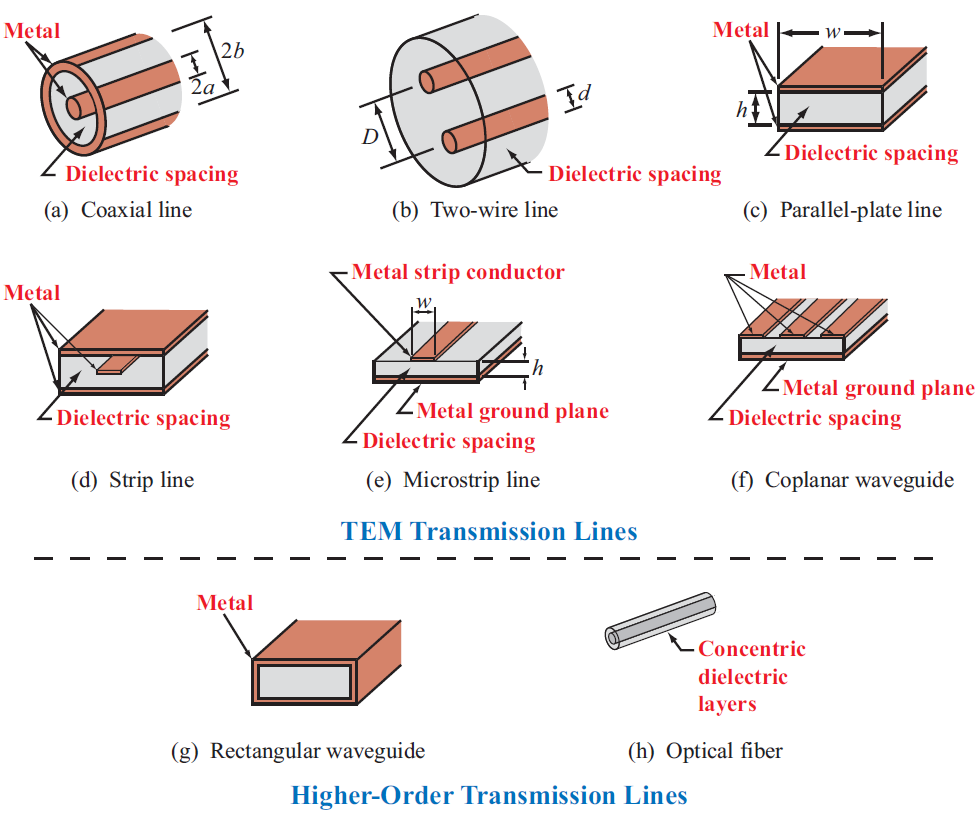 Metal
2b
2a
Dielectric spacing
(a) Coaxial line
D
d
Dielectric spacing
(b) Two-wire line
Metal
w
h
Dielectric spacing
(c) Parallel-plate line
Metal
Dielectric spacing
(d) Strip line
Metal strip conductor
w
h
Metal ground plane
Dielectric spacing
(e) Microstrip line
Metal
Metal ground plane
Dielectric spacing
(f) Coplanar waveguide
TEM Transmission Lines
Metal
(g) Rectangular waveguide
Concentric
dielectric
layers
(h) Optical fiber
Higher-Order Transmission Lines